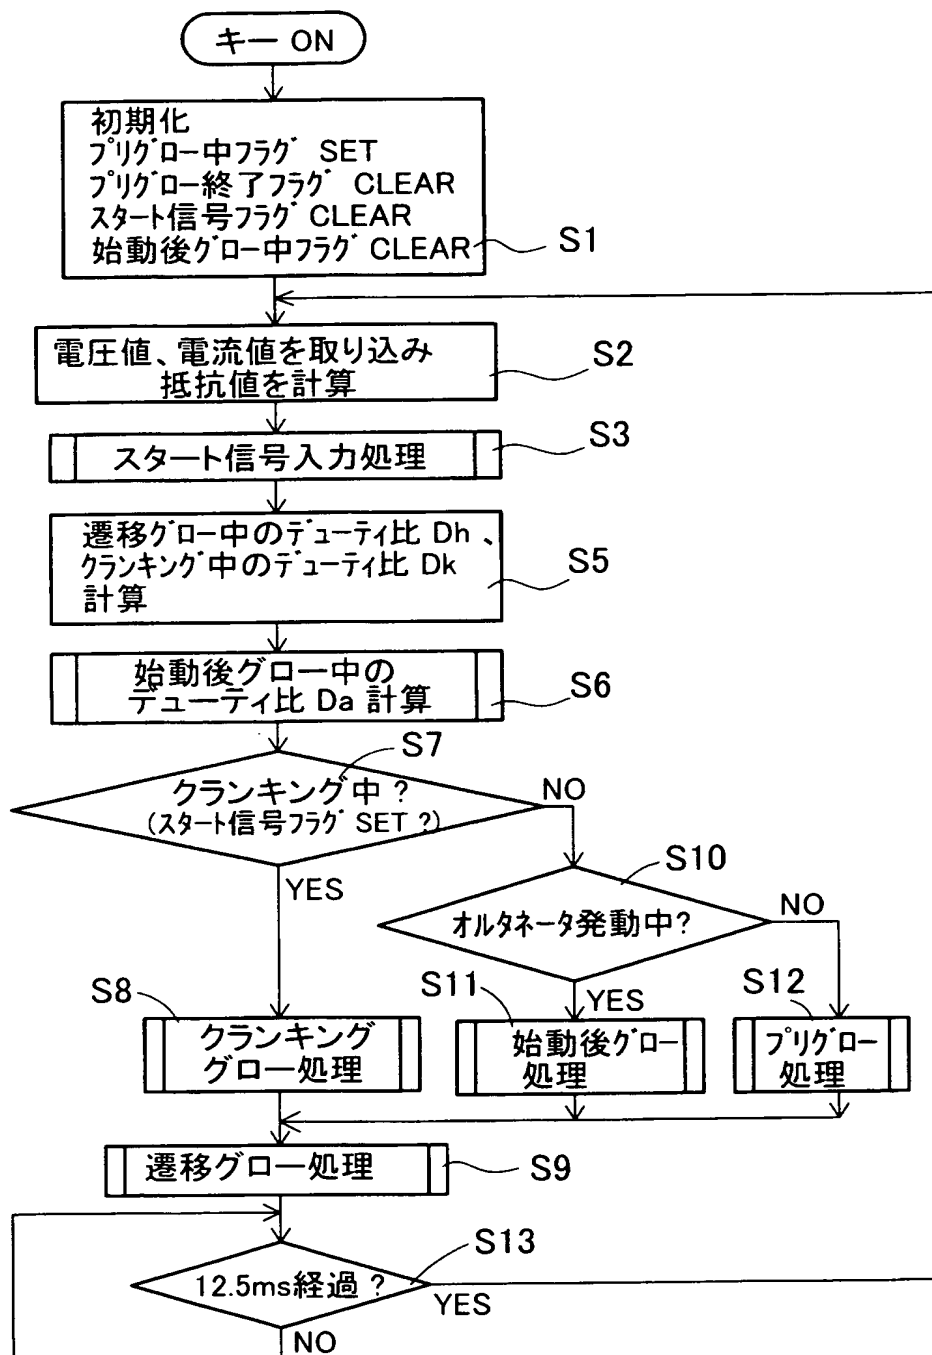 キー ON
初期化
プリグロー中フラグ SET
プリグロー終了フラグ CLEAR
スタート信号フラグ CLEAR
始動後グロー中フラグ CLEAR
S1
電圧値、電流値を取り込み
抵抗値を計算
S2
スタート信号入力処理
S3
遷移グロー中のデューティ比 Dh 、
クランキング中のデューティ比 Dk
計算
S5
始動後グロー中の
デューティ比 Da 計算
S6
S7
クランキング中 ?
(スタート信号フラグ SET ?)
NO
YES
S10
オルタネータ発動中?
NO
YES
S8
クランキング
グロー処理
S11
始動後グロー
処理
S12
プリグロー
処理
遷移グロー処理
S9
S13
12.5ms経過 ?
YES
NO